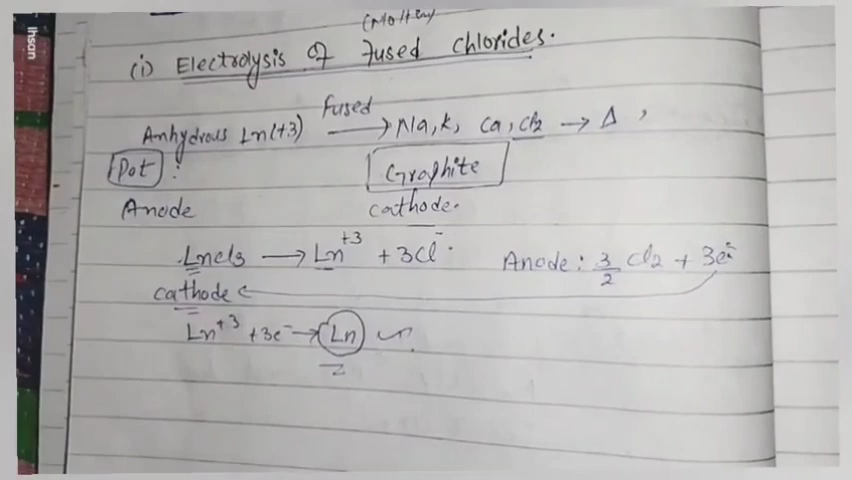 Ihsan
(Molten)
(i) Electrolysis of Fused chlorides.
Anhydrous Ln(+3) Fused → Na, K, Ca, Cl2 → Δ,
Pot :
Graphite
Anode
cathode.
LnCl3 → Ln+3 + 3Cl-.
Anode: 3/2 Cl2 + 3e-
cathode ←
Ln+3 + 3e- → Ln